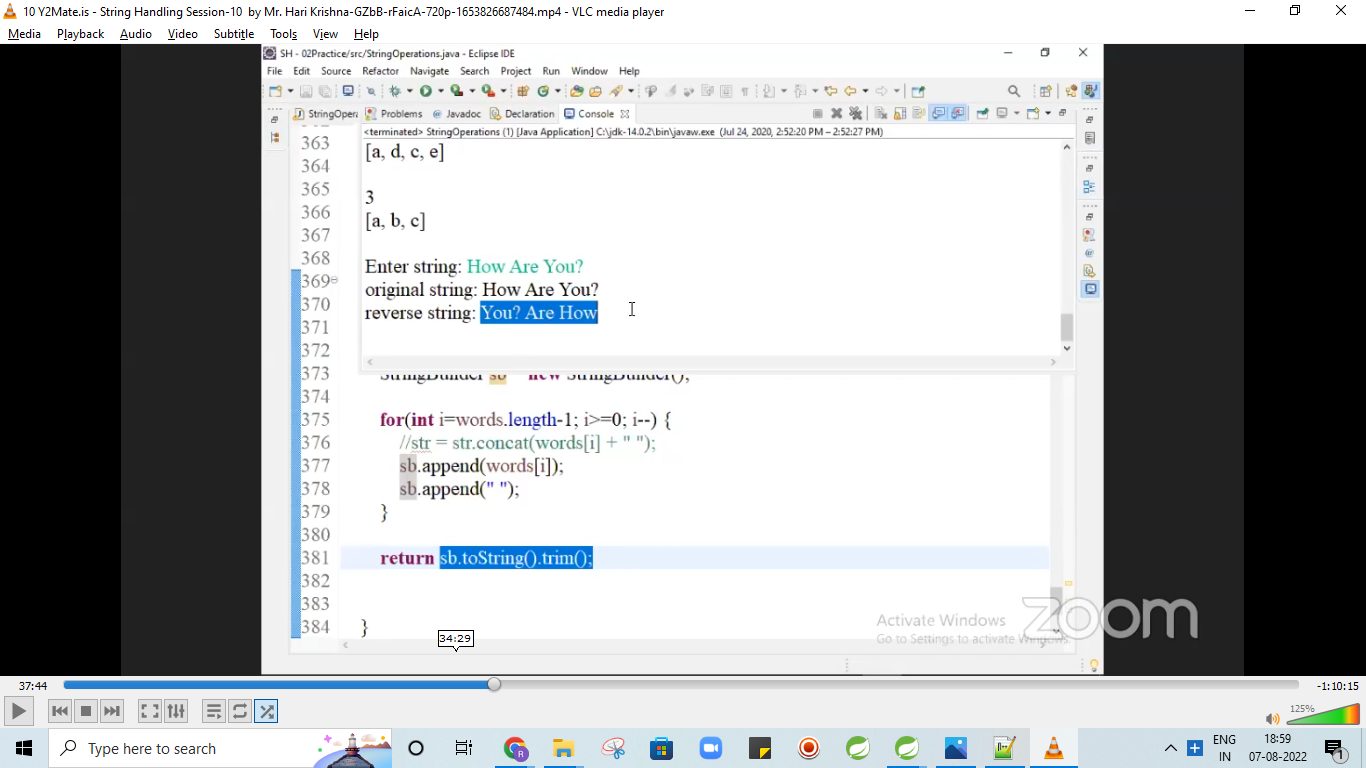 10 Y2Mate.is - String Handling Session-10 by Mr. Hari Krishna-GZbB-rFaicA-720p-1653826687484.mp4 - VLC media player
Media Playback Audio Video Subtitle Tools View Help
SH - 02Practice/src/StringOperations.java - Eclipse IDE
File Edit Source Refactor Navigate Search Project Run Window Help
StringOpera Problems Javadoc Declaration Console
<terminated> StringOperations (1) [Java Application] C:\jdk-14.0.2\bin\javaw.exe (Jul 24, 2020, 2:52:20 PM – 2:52:27 PM)
363 [a, d, c, e]
364
365 3
366 [a, b, c]
367
368 Enter string: How Are You?
369 original string: How Are You?
370 reverse string: You? Are How
371
372
373 StringBuilder sb = new StringBuilder();
374
375 for(int i=words.length-1; i>=0; i--) {
376 //str = str.concat(words[i] + " ");
377 sb.append(words[i]);
378 sb.append(" ");
379 }
380
381 return sb.toString().trim();
382
383
384 }
Activate Windows
Go to Settings to activate Windows.
zoom
34:29
37:44 -1:10:15
125%
Type here to search
ENG
IN
18:59
07-08-2022
1